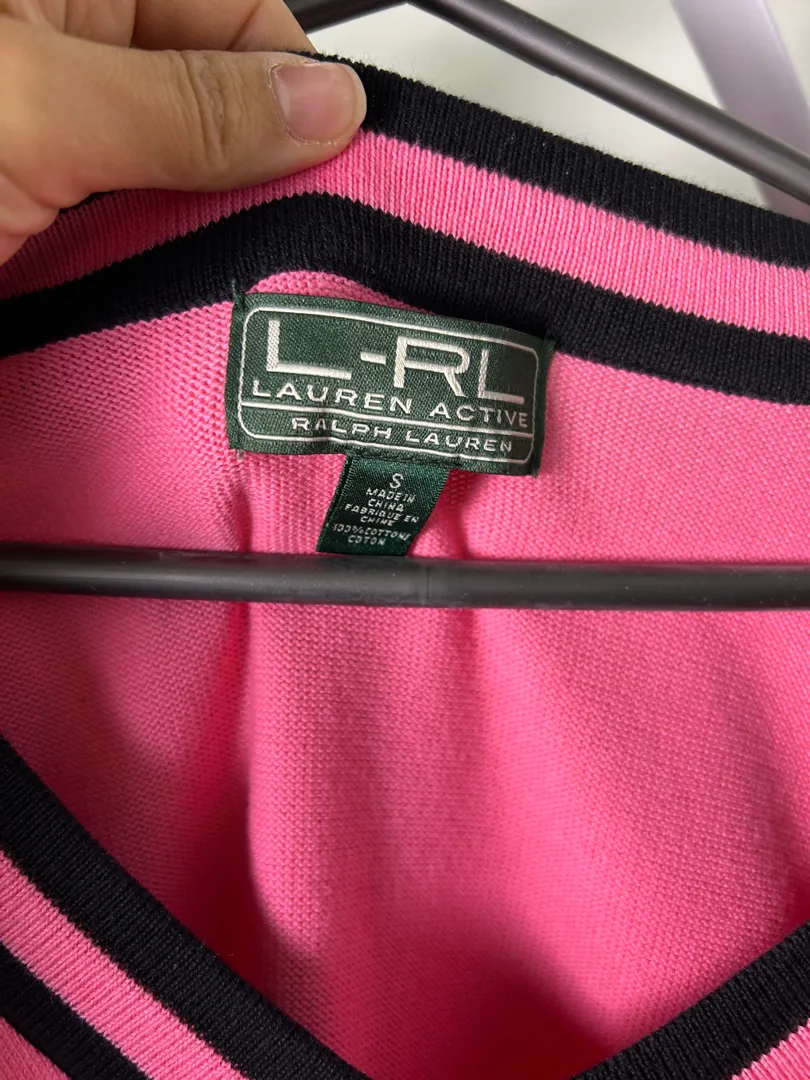 L-RL
LAUREN ACTIVE
RALPH LAUREN
S
MADE IN
CHINA
FABRIQUE EN
CHINE
100% COTTON/
COTON